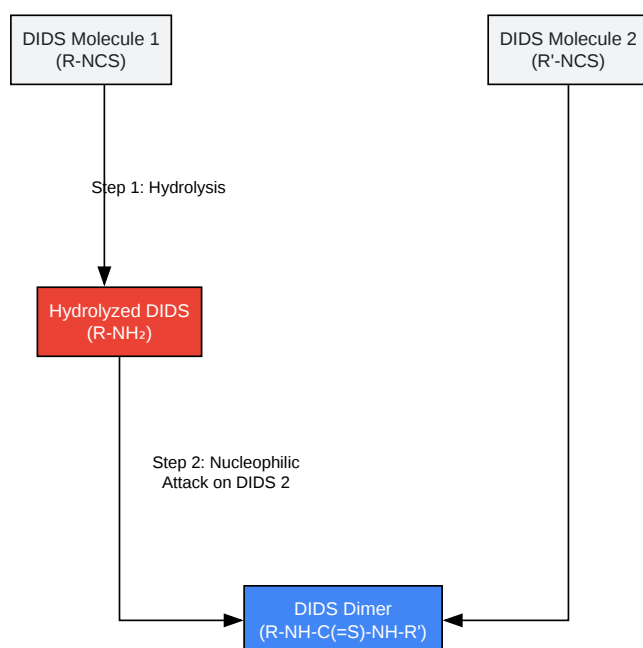 DIDS Molecule 1
(R-NCS)
DIDS Molecule 2
(R'-NCS)
Step 1: Hydrolysis
Hydrolyzed DIDS
(R-NH₂)
Step 2: Nucleophilic
Attack on DIDS 2
DIDS Dimer
(R-NH-C(=S)-NH-R')